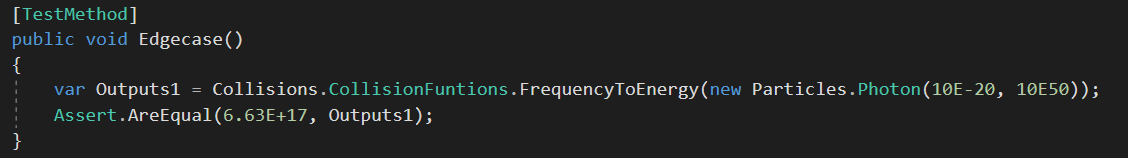 [TestMethod]
public void Edgecase()
{
var Outputs1 = Collisions.CollisionFuntions.FrequencyToEnergy(new Particles.Photon(10E-20, 10E50));
Assert.AreEqual(6.63E+17, Outputs1);
}